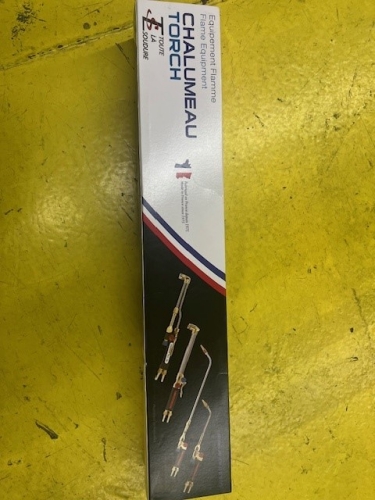 Equipement Flamme
Flame Equipment
CHALUMEAU
TORCH
TOUTE
LA
SOUDURE